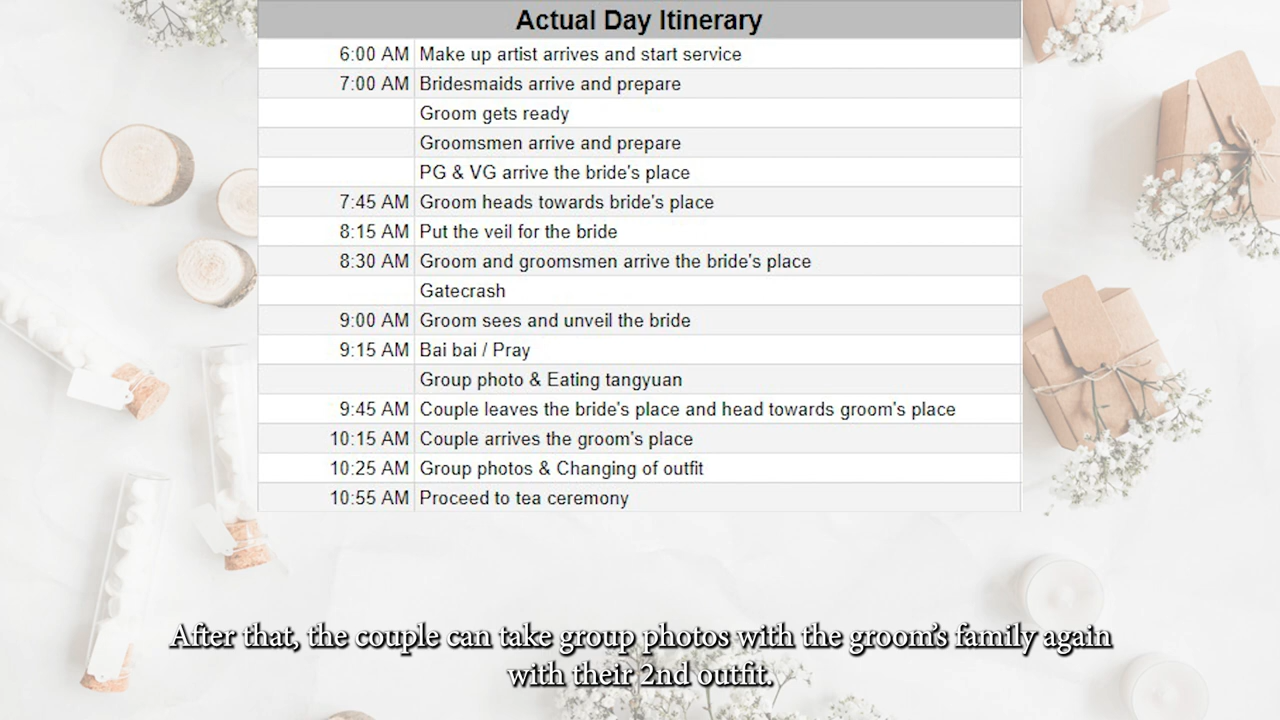 Actual Day Itinerary
6:00 AM Make up artist arrives and start service
7:00 AM Bridesmaids arrive and prepare
Groom gets ready
Groomsmen arrive and prepare
PG & VG arrive the bride's place
7:45 AM Groom heads towards bride's place
8:15 AM Put the veil for the bride
8:30 AM Groom and groomsmen arrive the bride's place
Gatecrash
9:00 AM Groom sees and unveil the bride
9:15 AM Bai bai / Pray
Group photo & Eating tangyuan
9:45 AM Couple leaves the bride's place and head towards groom's place
10:15 AM Couple arrives the groom's place
10:25 AM Group photos & Changing of outfit
10:55 AM Proceed to tea ceremony
After that, the couple can take group photos with the groom's family again
with their 2nd outfit.